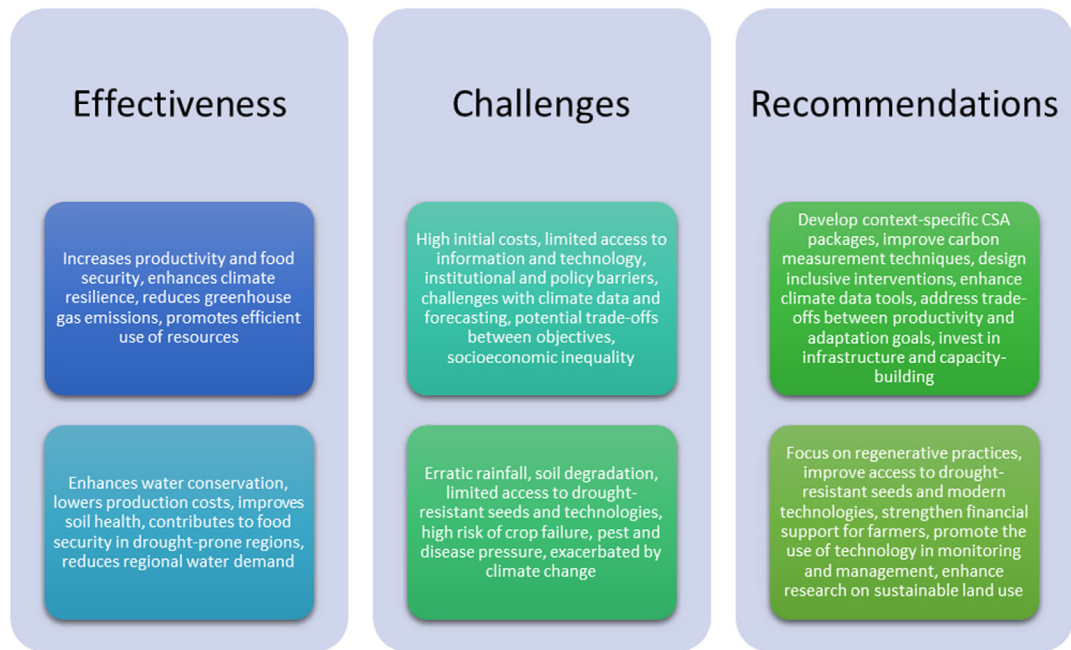 Effectiveness
Increases productivity and food
security, enhances climate
resilience, reduces greenhouse
gas emissions, promotes efficient
use of resources
Enhances water conservation,
lowers production costs, improves
soil health, contributes to food
security in drought-prone regions,
reduces regional water demand
Challenges
High initial costs, limited access to
information and technology,
institutional and policy barriers,
challenges with climate data and
forecasting, potential trade-offs
between objectives,
socioeconomic inequality
Erratic rainfall, soil degradation,
limited access to drought-
resistant seeds and technologies,
high risk of crop failure, pest and
disease pressure, exacerbated by
climate change
Recommendations
Develop context-specific CSA
packages, improve carbon
measurement techniques, design
inclusive interventions, enhance
climate data tools, address trade-
offs between productivity and
adaptation goals, invest in
infrastructure and capacity-
building
Focus on regenerative practices,
improve access to drought-
resistant seeds and modern
technologies, strengthen financial
support for farmers, promote the
use of technology in monitoring
and management, enhance
research on sustainable land use